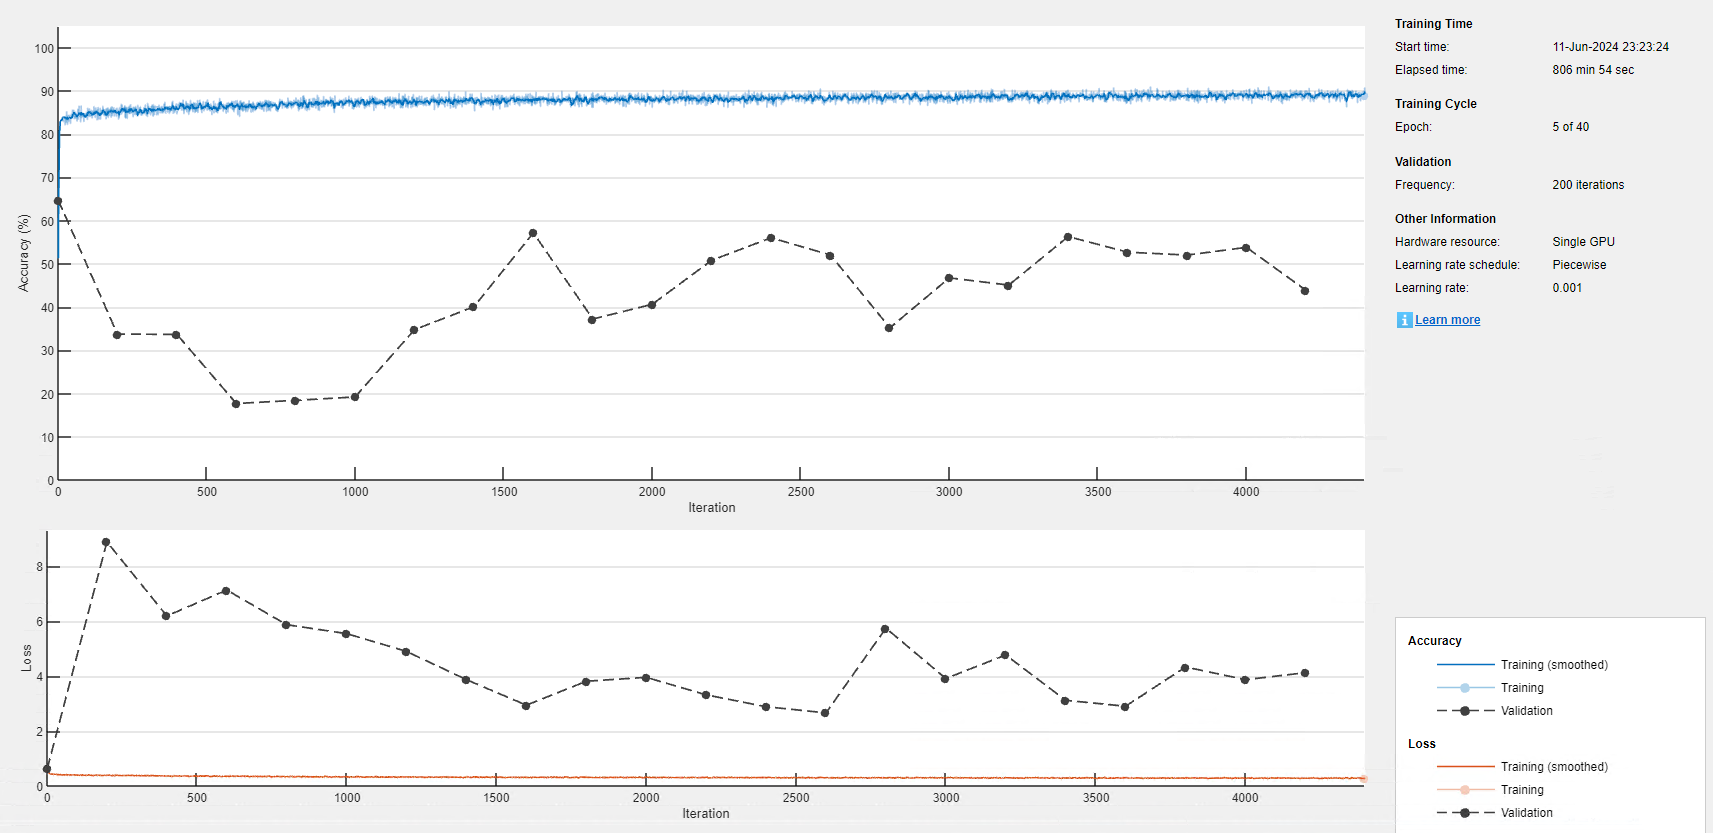 100
90
80
70
60
50
40
30
20
10
0
Accuracy (%)
0 500 1000 1500 2000 2500 3000 3500 4000
Iteration
8
6
4
2
0
Loss
0 500 1000 1500 2000 2500 3000 3500 4000
Iteration
Training Time
Start time: 11-Jun-2024 23:23:24
Elapsed time: 806 min 54 sec
Training Cycle
Epoch: 5 of 40
Validation
Frequency: 200 iterations
Other Information
Hardware resource: Single GPU
Learning rate schedule: Piecewise
Learning rate: 0.001
i Learn more
Accuracy
Training (smoothed)
Training
Validation
Loss
Training (smoothed)
Training
Validation